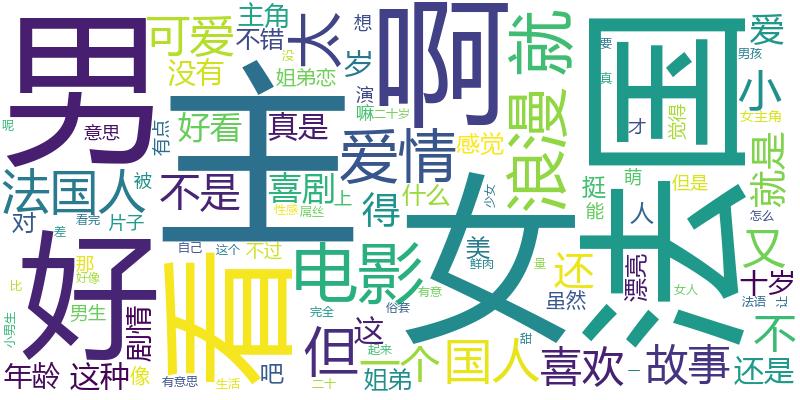 男
主
好
看
女
法国
啊
电影
爱情
浪漫
就
太
但
可爱
法国人
不是
喜剧
好看
真是
主角
不错
没有
姐弟恋
想
岁
演
嘛
二十岁
没
呢
意思
有点
感觉
得
什么
上
性感
屌丝
少女
爱
小
就是
又
不
十岁
还是
故事
喜欢
国人
一个
这
还
挺
能
萌
人
但是
才
觉得
要
真
男孩
女主角
怎么
漂亮
美
鲜肉
虽然
量
女人
法语
让
甜
一
对
被
片子
看完
差
那
好像
比
小男生
男生
剧情
年龄
这种
像
自己
这个
不过
有意思
生活
吧
二十
完全
起来
姐弟
有意
俗套